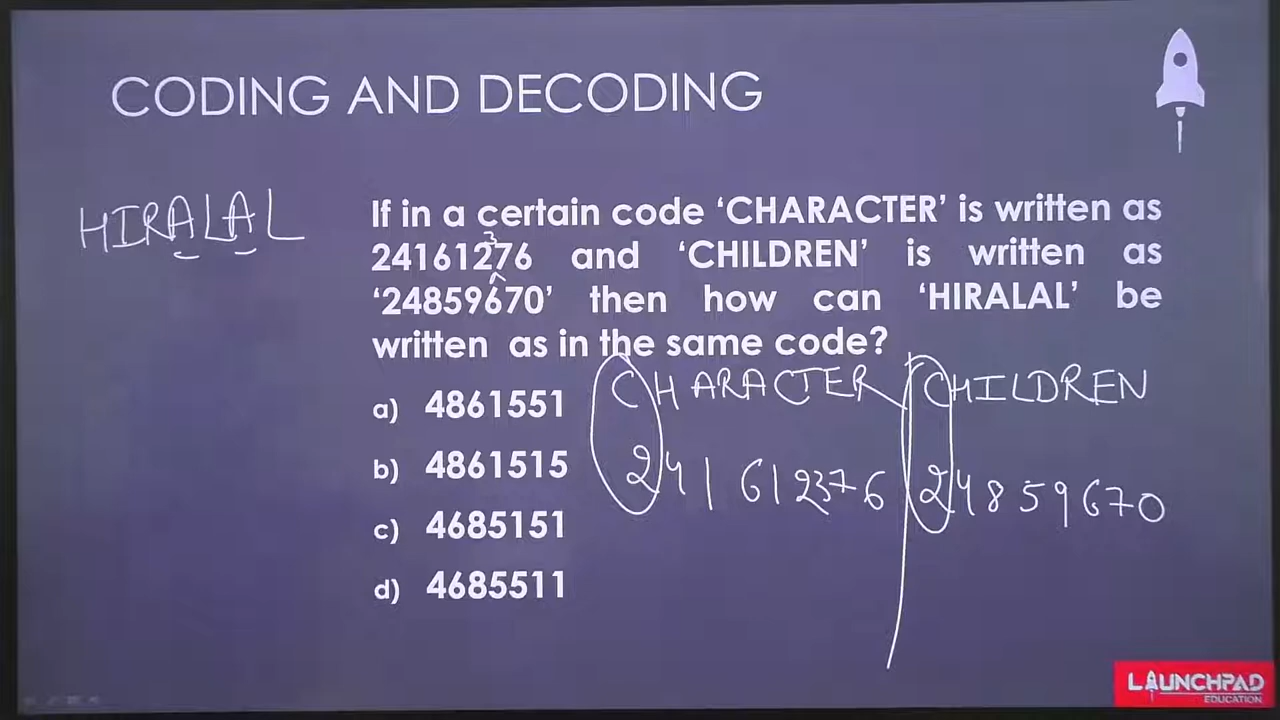 CODING AND DECODING
HIRALAL
If in a certain code ‘CHARACTER’ is written as
3
24161276 and ‘CHILDREN’ is written as
‘24859670’ then how can ‘HIRALAL’ be
written as in the same code?
a) 4861551
b) 4861515
c) 4685151
d) 4685511
CHARACTER
241612376
CHILDREN
24859670
LAUNCHPAD
EDUCATION